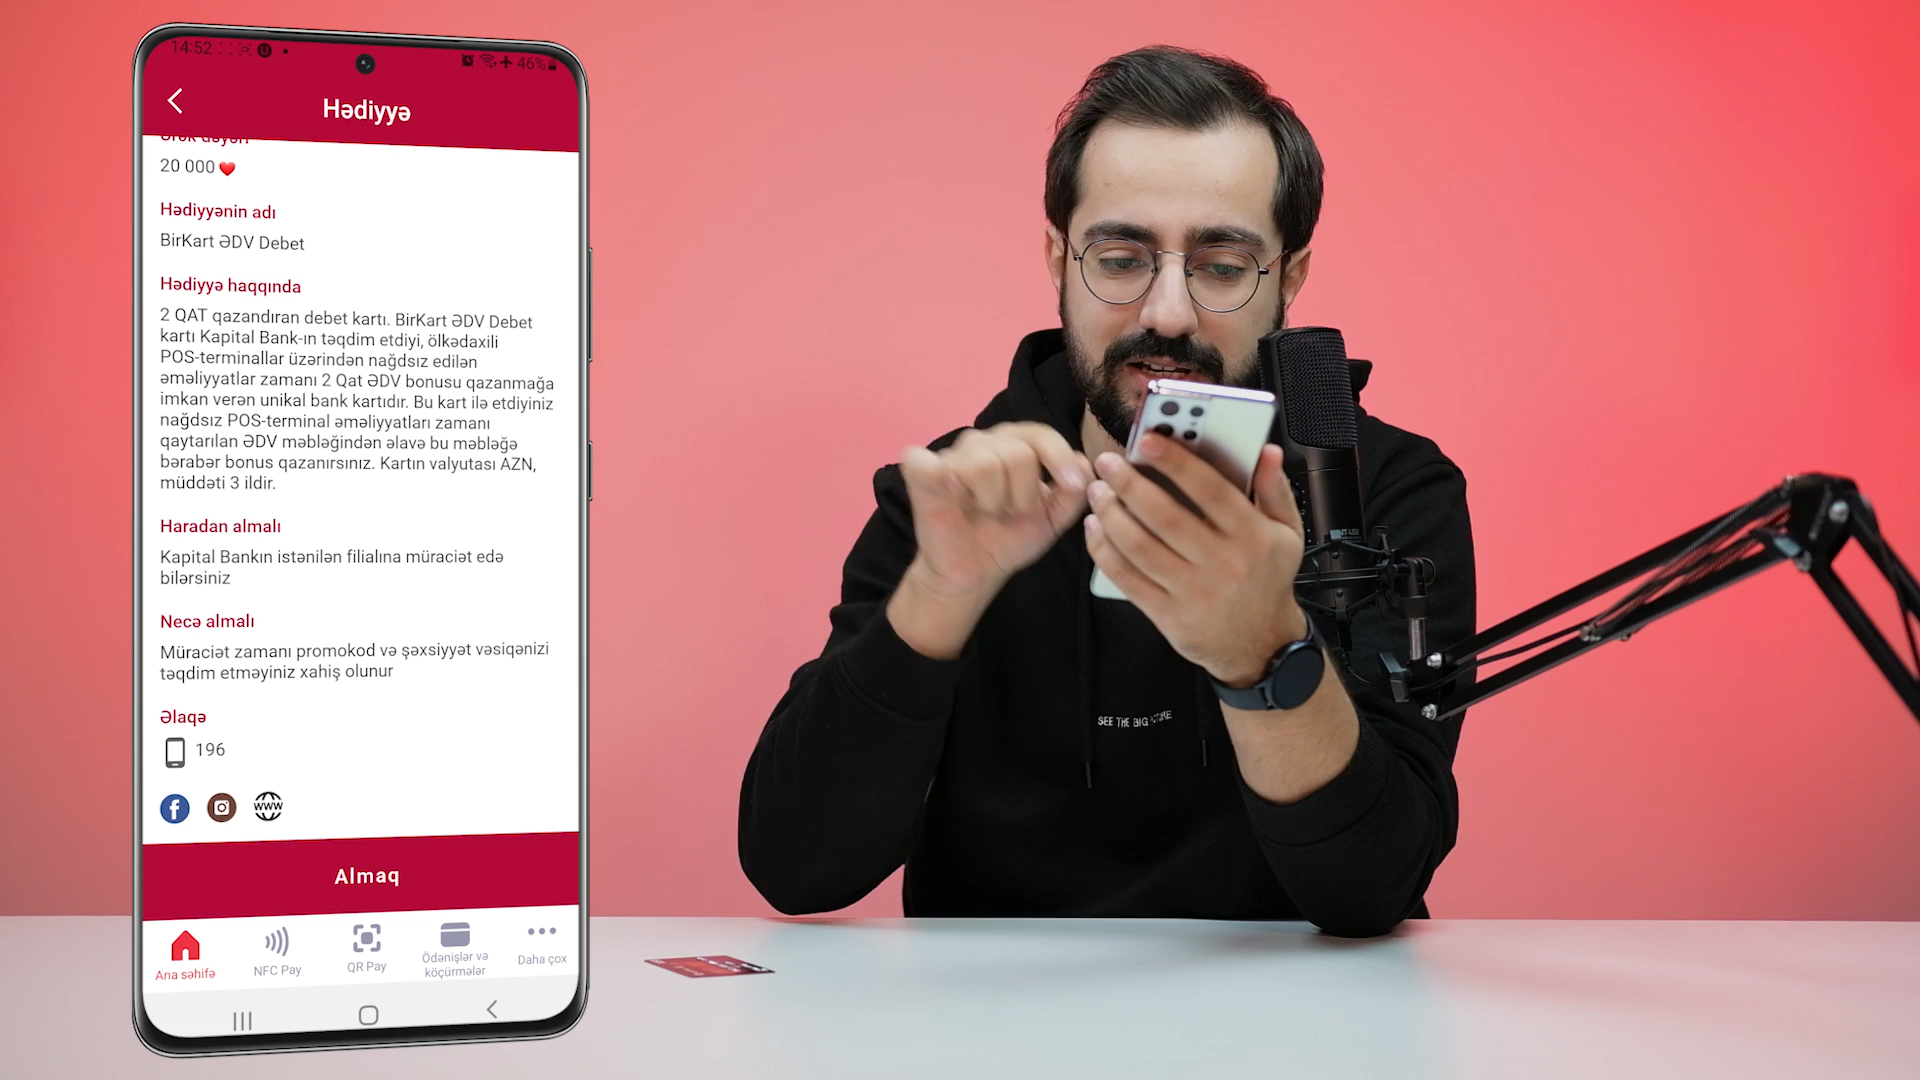 14:52
46%
Hədiyyə
Ürək dəyəri
20 000
Hədiyyənin adı
BirKart ƏDV Debet
Hədiyyə haqqında
2 QAT qazandıran debet kartı. BirKart ƏDV Debet
kartı Kapital Bank-ın təqdim etdiyi, ölkədaxili
POS-terminallar üzərindən nağdsız edilən
əməliyyatlar zamanı 2 Qat ƏDV bonusu qazanmağa
imkan verən unikal bank kartıdır. Bu kart ilə etdiyiniz
nağdsız POS-terminal əməliyyatları zamanı
qaytarılan ƏDV məbləğindən əlavə bu məbləğə
bərabər bonus qazanırsınız. Kartın valyutası AZN,
müddəti 3 ildir.
Haradan almalı
Kapital Bankın istənilən filialına müraciət edə
bilərsiniz
Necə almalı
Müraciət zamanı promokod və şəxsiyyət vəsiqənizi
təqdim etməyiniz xahiş olunur
Əlaqə
196
www
Almaq
Ana səhifə
NFC Pay
QR Pay
Ödənişlər və
köçürmələr
Daha çox
SEE THE BIG PICTURE